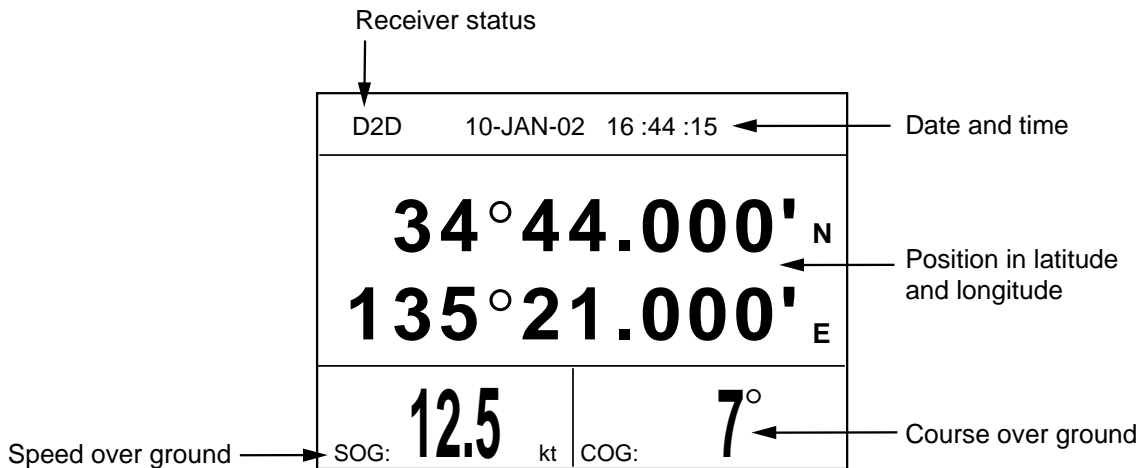 Receiver status
D2D 10-JAN-02 16 :44 :15
Date and time
34°44.000' N
135°21.000' E
Position in latitude
and longitude
12.5
7°
SOG: kt
COG:
Speed over ground
Course over ground